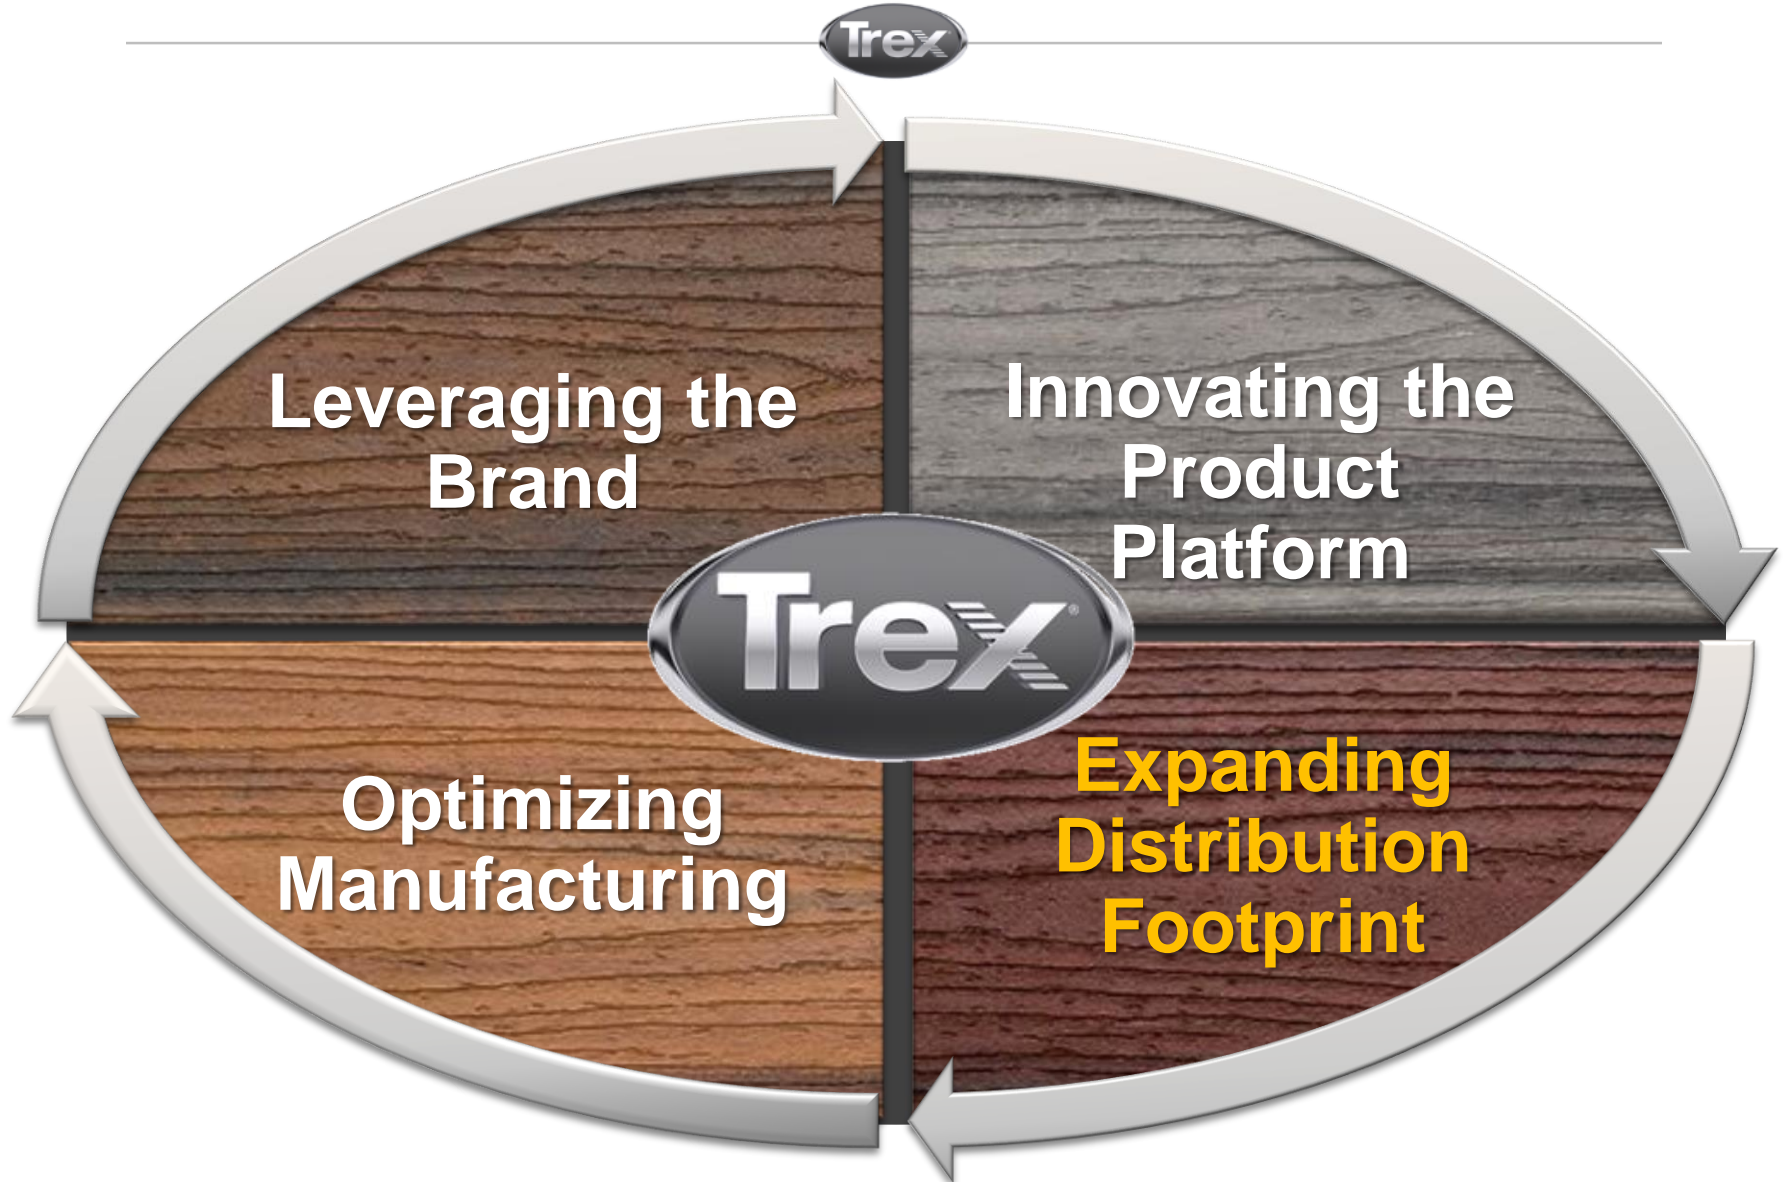 Trex
Leveraging the
Brand
Innovating the
Product
Platform
Trex®
Optimizing
Manufacturing
Expanding
Distribution
Footprint